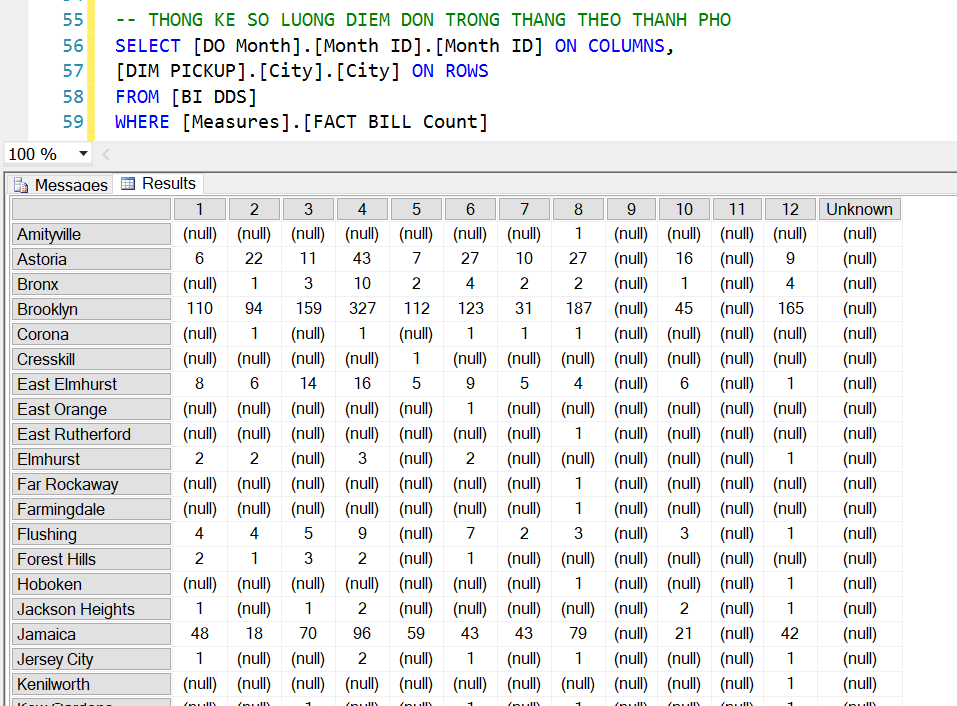 55 -- THONG KE SO LUONG DIEM DON TRONG THANG THEO THANH PHO
56 SELECT [DO Month].[Month ID].[Month ID] ON COLUMNS,
57 [DIM PICKUP].[City].[City] ON ROWS
58 FROM [BI DDS]
59 WHERE [Measures].[FACT BILL Count]
100 %
Messages Results
1 2 3 4 5 6 7 8 9 10 11 12 Unknown
Amityville (null) (null) (null) (null) (null) (null) (null) 1 (null) (null) (null) (null) (null)
Astoria 6 22 11 43 7 27 10 27 (null) 16 (null) 9 (null)
Bronx (null) 1 3 10 2 4 2 2 (null) 1 (null) 4 (null)
Brooklyn 110 94 159 327 112 123 31 187 (null) 45 (null) 165 (null)
Corona (null) 1 (null) 1 (null) 1 1 1 (null) (null) (null) (null) (null)
Cresskill (null) (null) (null) (null) 1 (null) (null) (null) (null) (null) (null) (null) (null)
East Elmhurst 8 6 14 16 5 9 5 4 (null) 6 (null) 1 (null)
East Orange (null) (null) (null) (null) (null) 1 (null) (null) (null) (null) (null) (null) (null)
East Rutherford (null) (null) (null) (null) (null) (null) (null) 1 (null) (null) (null) (null) (null)
Elmhurst 2 2 (null) 3 (null) 2 (null) (null) (null) (null) (null) 1 (null)
Far Rockaway (null) (null) (null) (null) (null) (null) (null) 1 (null) (null) (null) (null) (null)
Farmingdale (null) (null) (null) (null) (null) (null) (null) 1 (null) (null) (null) (null) (null)
Flushing 4 4 5 9 (null) 7 2 3 (null) 3 (null) 1 (null)
Forest Hills 2 1 3 2 (null) 1 (null) (null) (null) (null) (null) (null) (null)
Hoboken (null) (null) (null) (null) (null) (null) (null) 1 (null) (null) (null) 1 (null)
Jackson Heights 1 (null) 1 2 (null) (null) (null) (null) (null) 2 (null) 1 (null)
Jamaica 48 18 70 96 59 43 43 79 (null) 21 (null) 42 (null)
Jersey City 1 (null) (null) 2 (null) 1 (null) 1 (null) (null) (null) 1 (null)
Kenilworth (null) (null) (null) (null) (null) (null) (null) (null) (null) (null) (null) 1 (null)